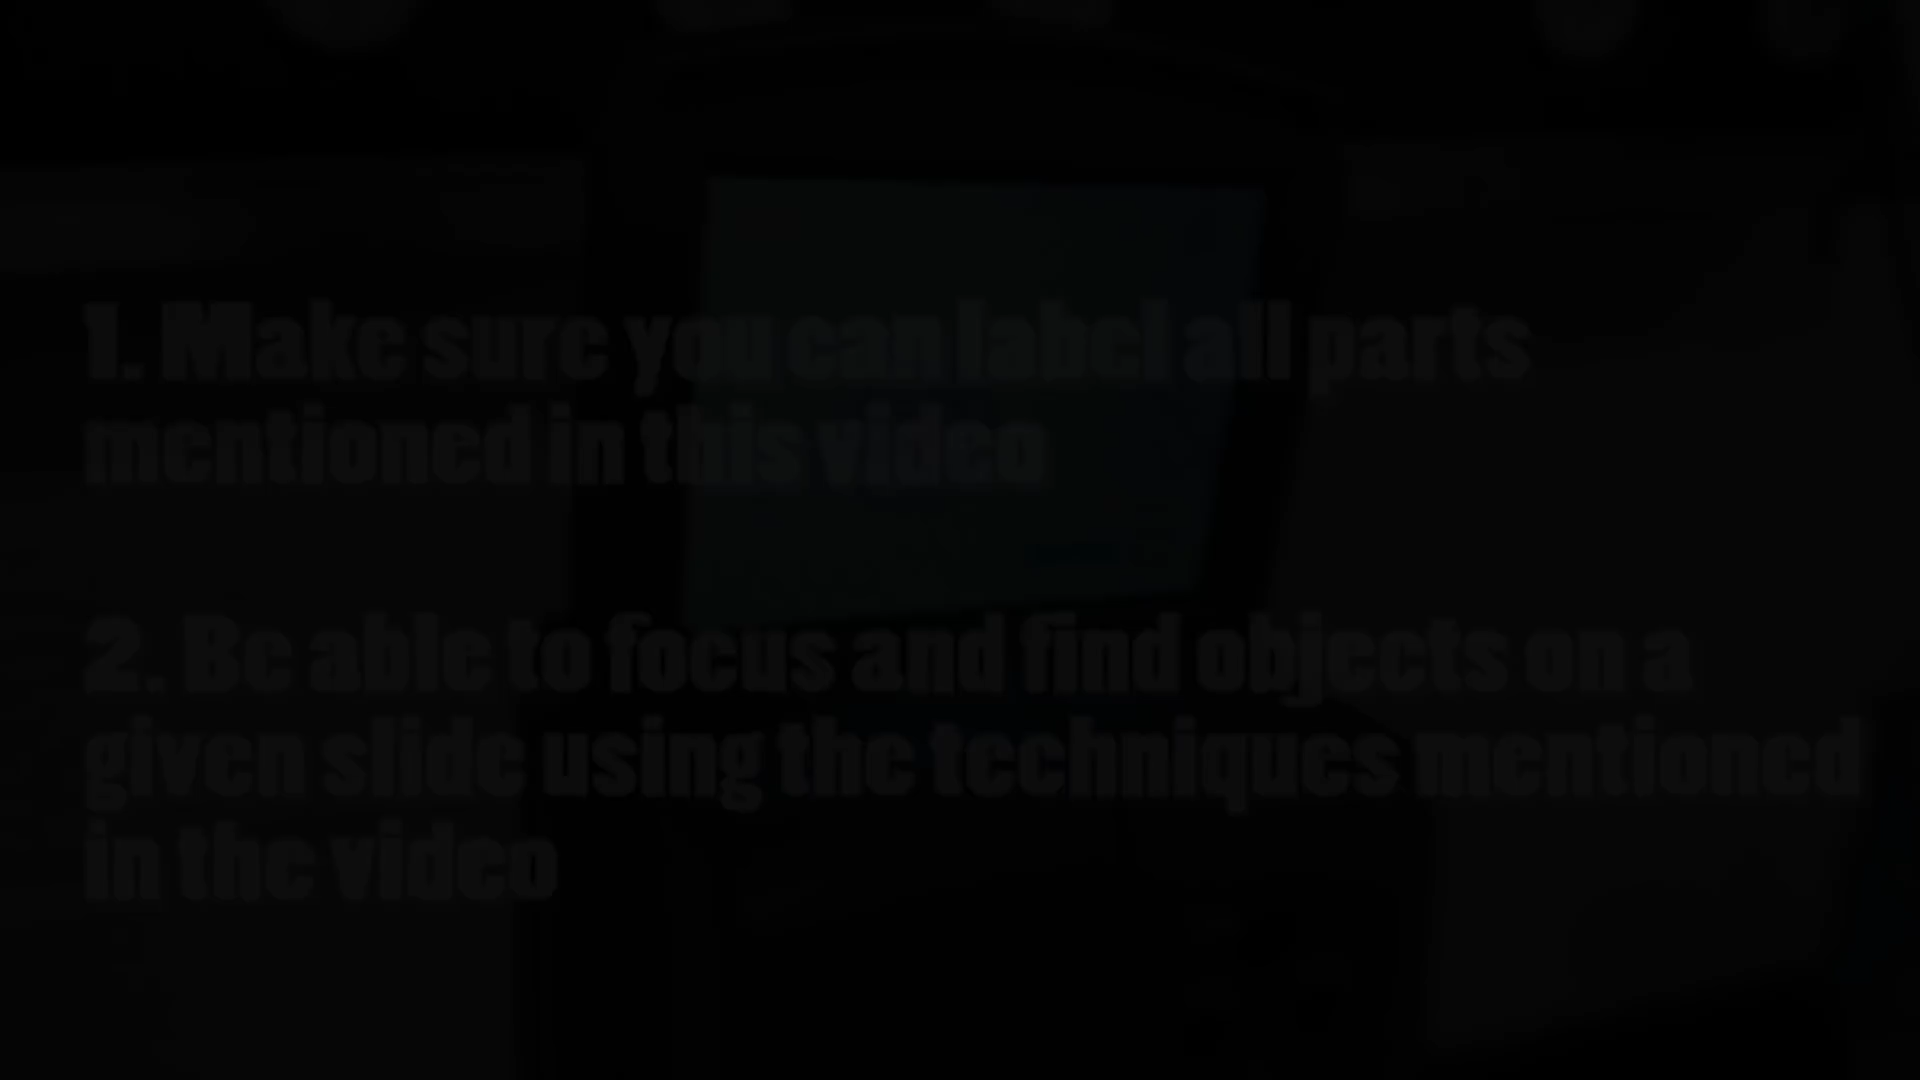 1. Make sure you can label all parts
mentioned in this video
2. Be able to focus and find objects on a
given slide using the techniques mentioned
in the video